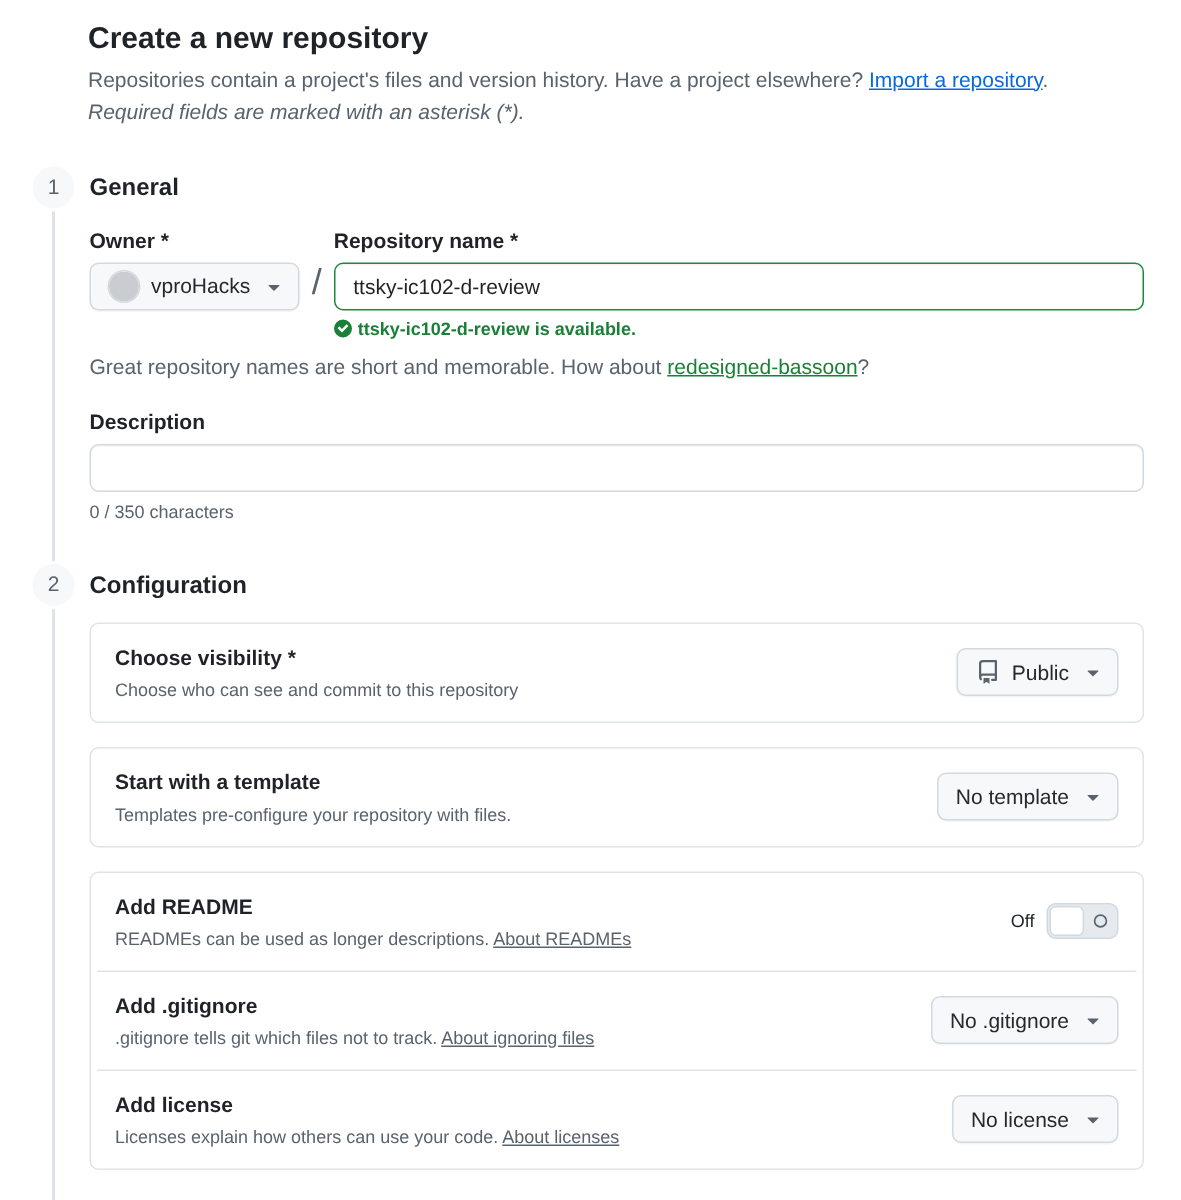 Create a new repository
Repositories contain a project's files and version history. Have a project elsewhere? Import a repository.
Required fields are marked with an asterisk (*).
1 General
Owner * Repository name *
vproHacks / ttsky-ic102-d-review
ttsky-ic102-d-review is available.
Great repository names are short and memorable. How about redesigned-bassoon?
Description
0 / 350 characters
2 Configuration
Choose visibility *
Choose who can see and commit to this repository
Public
Start with a template
Templates pre-configure your repository with files.
No template
Add README
READMEs can be used as longer descriptions. About READMEs
Off
Add .gitignore
.gitignore tells git which files not to track. About ignoring files
No .gitignore
Add license
Licenses explain how others can use your code. About licenses
No license